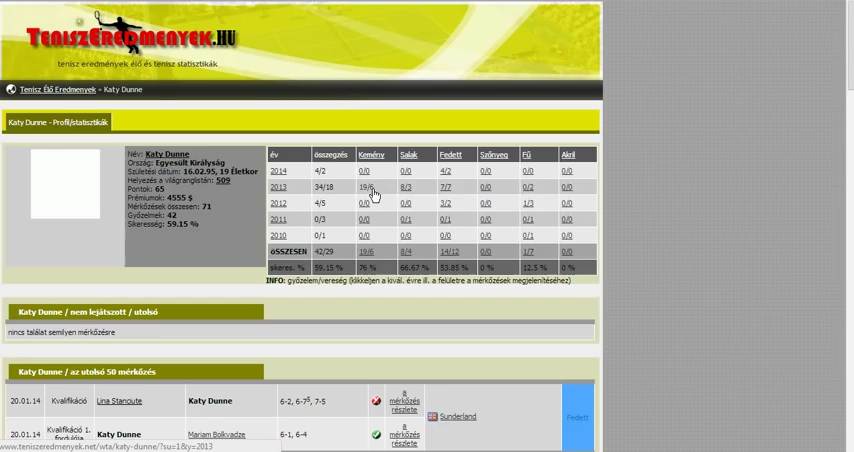 TeniszEredmenyek.hu
tenisz eredmények élő és tenisz statisztikák
Tenisz Élő Eredmenyek » Katy Dunne
Katy Dunne - Profil/statisztikák
Név: Katy Dunne
Ország: Egyesült Királyság
Születési dátum: 16.02.95, 19 Életkor
Helyezés a világranglistán: 509
Pontok: 65
Prémiumok: 4555 $
Mérkőzések összesen: 71
Győzelmek: 42
Sikeresség: 59.15 %
év összegzés Kemény Salak Fedett Szőnyeg Fű Akril
2014 4/2 0/0 0/0 4/2 0/0 0/0 0/0
2013 34/18 19/6 8/3 7/7 0/0 0/2 0/0
2012 4/5 0/0 0/0 3/2 0/0 1/3 0/0
2011 0/3 0/0 0/1 0/1 0/0 0/1 0/0
2010 0/1 0/0 0/0 0/0 0/0 0/1 0/0
öSSZESEN 42/29 19/6 8/4 14/12 0/0 1/7 0/0
sikeres. % 59.15 % 76 % 66.67 % 53.85 % 0 % 12.5 % 0 %
INFO: győzelem/vereség (klikkeljen a kivál. évre ill. a felületre a mérkőzések megjelenítéséhez)
Katy Dunne / nem lejátszott / utolsó
nincs találat semilyen mérkőzésre
Katy Dunne / az utolsó 50 mérkőzés
20.01.14 Kvalifikáció Lina Stanciute Katy Dunne 6-2, 6-7⁵, 7-5 a mérkőzés részlete Sunderland Fedett
20.01.14 Kvalifikáció 1. fordulója Katy Dunne Mariam Bolkvadze 6-1, 6-4 a mérkőzés részlete
www.teniszeredmenyek.net/wta/katy-dunne/?su=1&y=2013